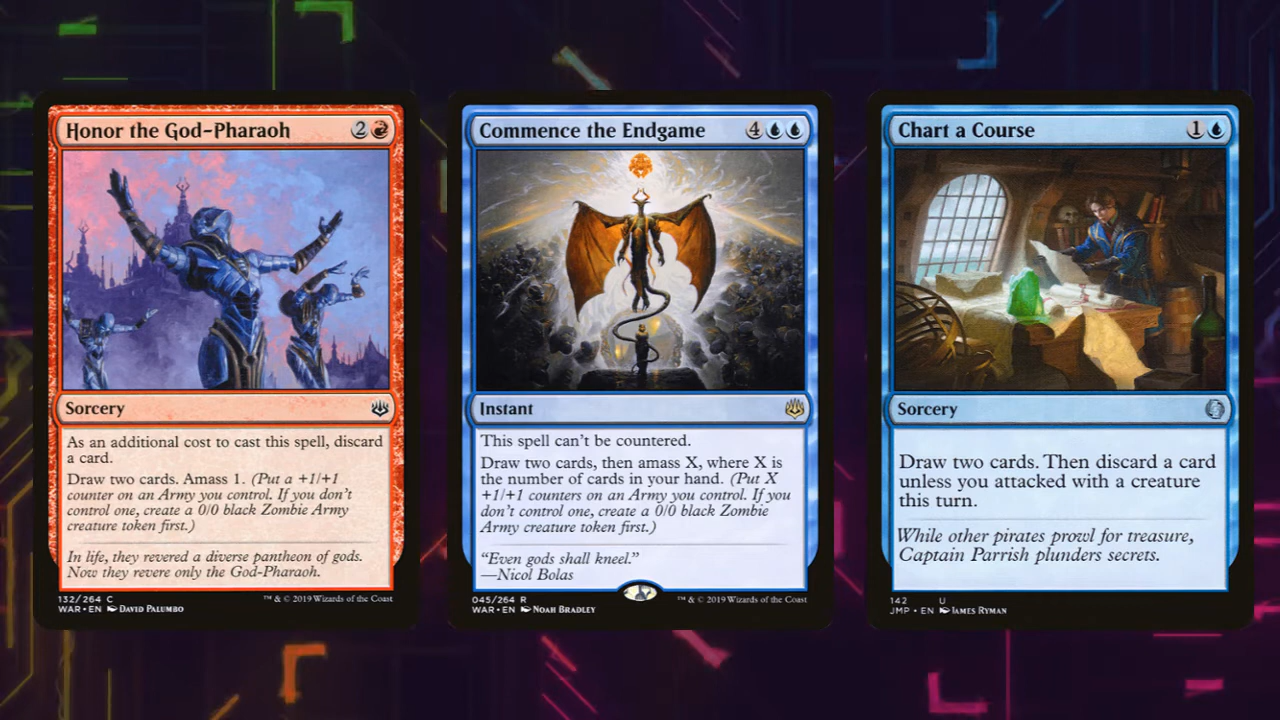 Honor the God-Pharaoh 2
Sorcery
As an additional cost to cast this spell, discard
a card.
Draw two cards. Amass 1. (Put a +1/+1
counter on an Army you control. If you don't
control one, create a 0/0 black Zombie Army
creature token first.)
In life, they revered a diverse pantheon of gods.
Now they revere only the God-Pharaoh.
132/264 C
WAR • EN DAVID PALUMBO
™ & © 2019 Wizards of the Coast
Commence the Endgame 4
Instant
This spell can't be countered.
Draw two cards, then amass X, where X is
the number of cards in your hand. (Put X
+1/+1 counters on an Army you control. If you
don't control one, create a 0/0 black Zombie
Army creature token first.)
"Even gods shall kneel."
—Nicol Bolas
045/264 R
WAR • EN NOAH BRADLEY
™ & © 2019 Wizards of the Coast
Chart a Course 1
Sorcery
Draw two cards. Then discard a card
unless you attacked with a creature
this turn.
While other pirates prowl for treasure,
Captain Parrish plunders secrets.
142 U
JMP • EN JAMES RYMAN